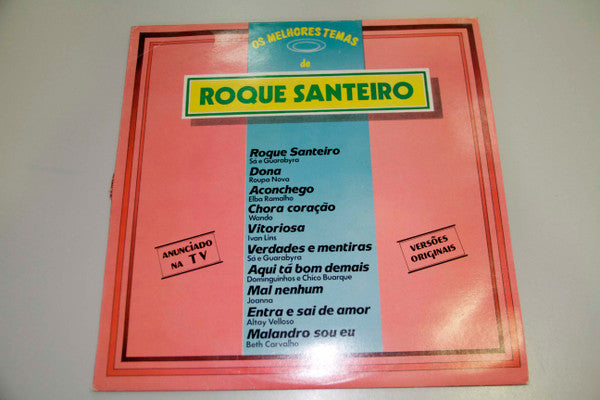 OS MELHORES TEMAS
de
ROQUE SANTEIRO
Roque Santeiro
Sá e Guarabyra
Dona
Roupa Nova
Aconchego
Elba Ramalho
Chora coração
Wando
Vitoriosa
Ivan Lins
Verdades e mentiras
Sá e Guarabyra
Aqui tá bom demais
Dominguinhos e Chico Buarque
Mal nenhum
Joanna
Entra e sai de amor
Altay Velloso
Malandro sou eu
Beth Carvalho
ANUNCIADO
NA TV
VERSÕES
ORIGINAIS